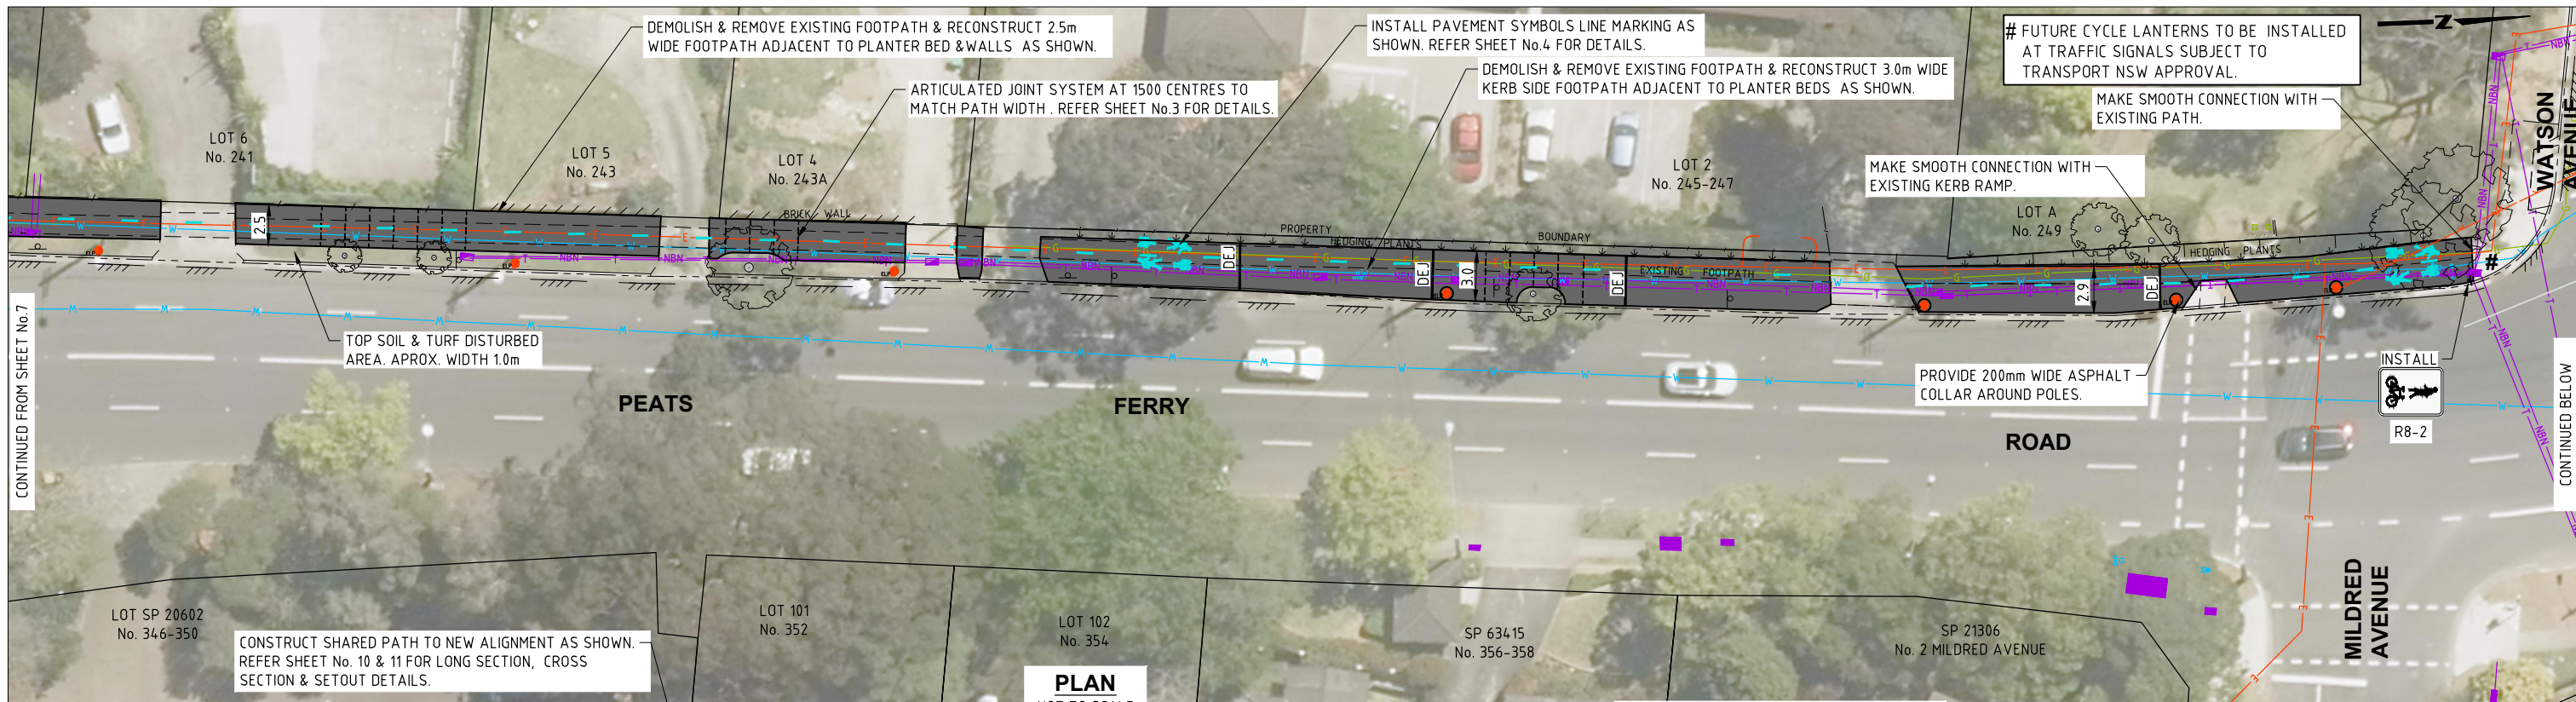 DEMOLISH & REMOVE EXISTING FOOTPATH & RECONSTRUCT 2.5m
WIDE FOOTPATH ADJACENT TO PLANTER BED &WALLS AS SHOWN.
INSTALL PAVEMENT SYMBOLS LINE MARKING AS
SHOWN. REFER SHEET No.4 FOR DETAILS.
# FUTURE CYCLE LANTERNS TO BE INSTALLED
AT TRAFFIC SIGNALS SUBJECT TO
TRANSPORT NSW APPROVAL.
Z
ARTICULATED JOINT SYSTEM AT 1500 CENTRES TO
MATCH PATH WIDTH . REFER SHEET No.3 FOR DETAILS.
DEMOLISH & REMOVE EXISTING FOOTPATH & RECONSTRUCT 3.0m WIDE
KERB SIDE FOOTPATH ADJACENT TO PLANTER BEDS AS SHOWN.
MAKE SMOOTH CONNECTION WITH
EXISTING PATH.
WATSON
AVENUE
LOT 6
No. 241
LOT 5
No. 243
LOT 4
No. 243A
LOT 2
No. 245-247
MAKE SMOOTH CONNECTION WITH
EXISTING KERB RAMP.
LOT A
No. 249
BRICK WALL
PROPERTY
BOUNDARY
HEDGING PLANTS
HEDGING PLANTS
EXISTING FOOTPATH
2.5
DEJ
DEJ
3.0
DEJ
2.9
DEJ
#
ELP
ELP
ELP
NBN
NBN
NBN
NBN
NBN
NBN
CONTINUED FROM SHEET No.7
TOP SOIL & TURF DISTURBED
AREA. APROX. WIDTH 1.0m
PEATS
FERRY
ROAD
PROVIDE 200mm WIDE ASPHALT
COLLAR AROUND POLES.
INSTALL
R8-2
CONTINUED BELOW
MILDRED
AVENUE
LOT SP 20602
No. 346-350
LOT 101
No. 352
LOT 102
No. 354
SP 63415
No. 356-358
SP 21306
No. 2 MILDRED AVENUE
CONSTRUCT SHARED PATH TO NEW ALIGNMENT AS SHOWN.
REFER SHEET No. 10 & 11 FOR LONG SECTION, CROSS
SECTION & SETOUT DETAILS.
PLAN